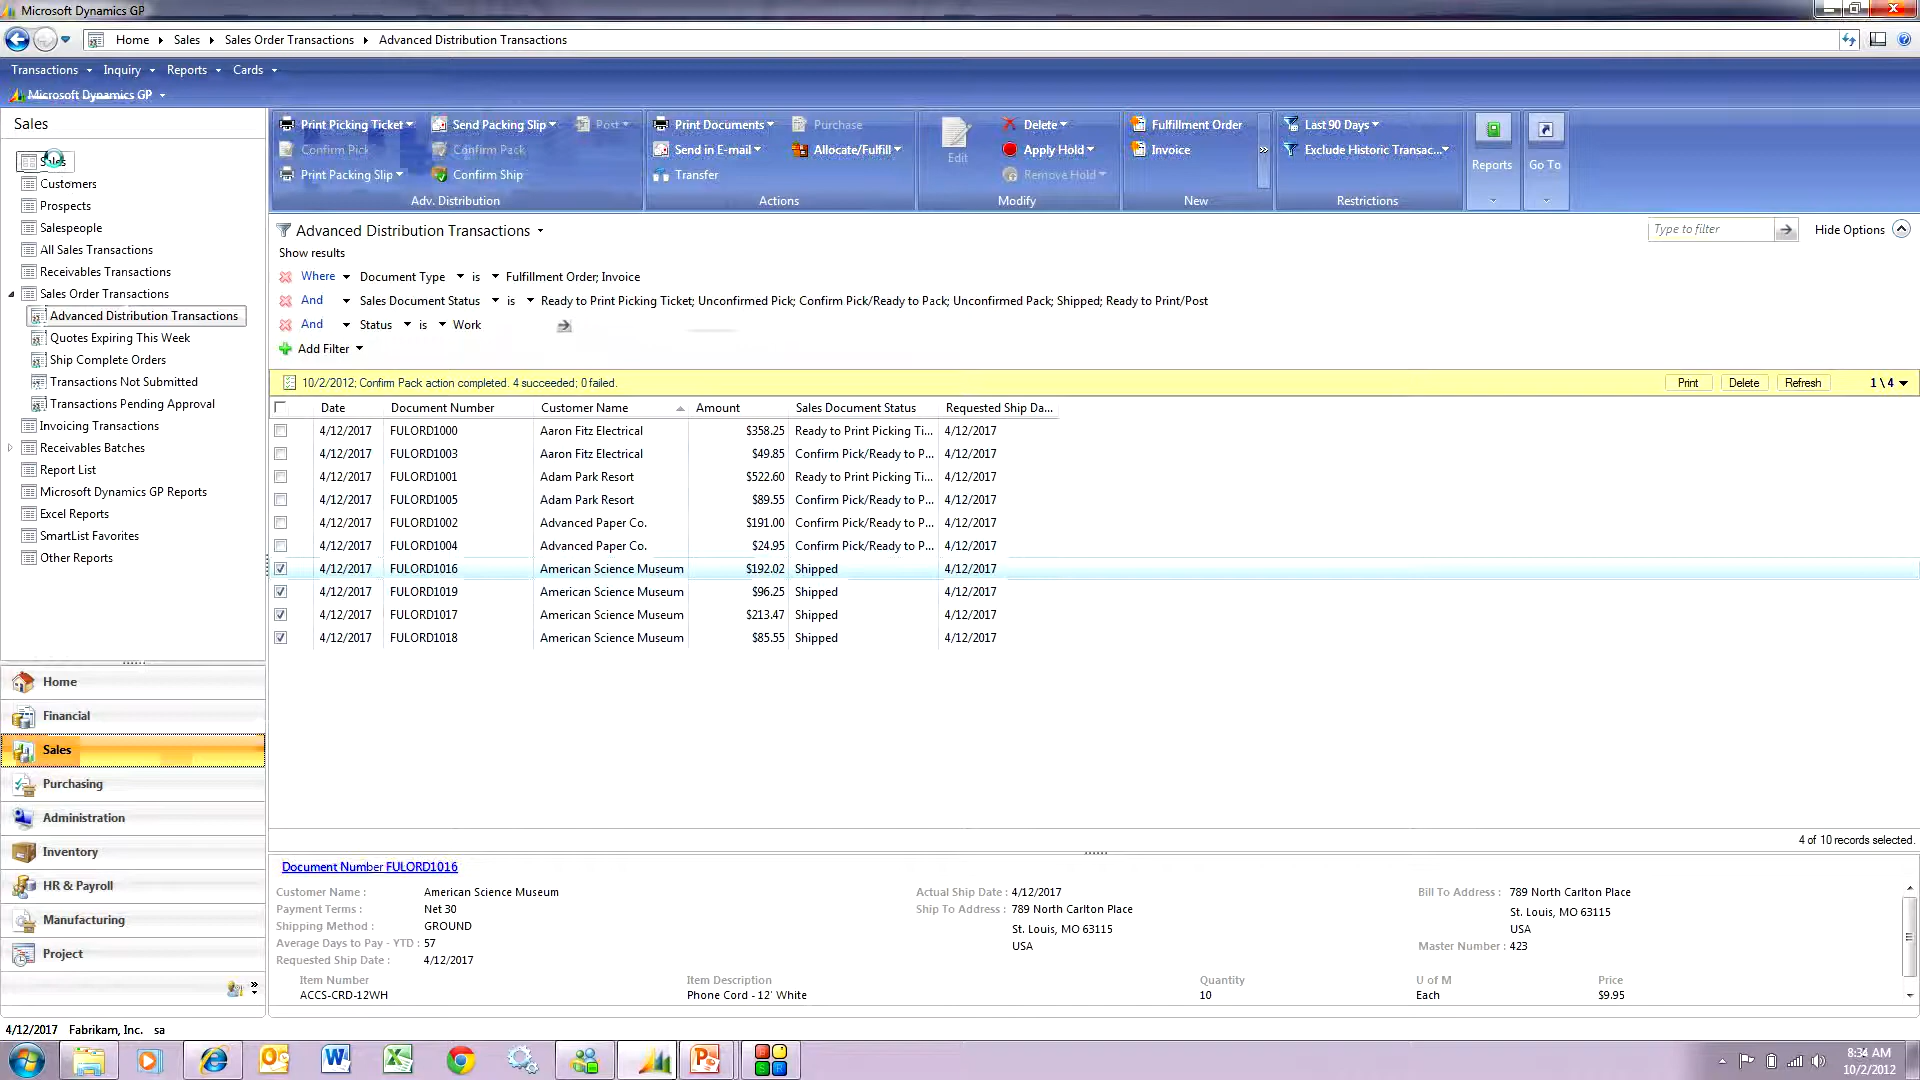 Microsoft Dynamics GP
Home Sales Sales Order Transactions Advanced Distribution Transactions
Transactions Inquiry Reports Cards
Microsoft Dynamics GP
Sales
Sales
Customers
Prospects
Salespeople
All Sales Transactions
Receivables Transactions
Sales Order Transactions
Advanced Distribution Transactions
Quotes Expiring This Week
Ship Complete Orders
Transactions Not Submitted
Transactions Pending Approval
Invoicing Transactions
Receivables Batches
Report List
Microsoft Dynamics GP Reports
Excel Reports
SmartList Favorites
Other Reports
Home
Financial
Sales
Purchasing
Administration
Inventory
HR & Payroll
Manufacturing
Project
Print Picking Ticket Send Packing Slip Post
Confirm Pick Confirm Pack
Print Packing Slip Confirm Ship
Adv. Distribution
Print Documents Purchase
Send in E-mail Allocate/Fulfill
Transfer
Actions
Edit
Delete
Apply Hold
Remove Hold
Modify
Fulfillment Order
Invoice
»
New
Last 90 Days
Exclude Historic Transac...
Restrictions
Reports
Go To
Advanced Distribution Transactions
Type to filter
Hide Options
Show results
Where Document Type is Fulfillment Order; Invoice
And Sales Document Status is Ready to Print Picking Ticket; Unconfirmed Pick; Confirm Pick/Ready to Pack; Unconfirmed Pack; Shipped; Ready to Print/Post
And Status is Work
Add Filter
10/2/2012; Confirm Pack action completed. 4 succeeded; 0 failed. Print Delete Refresh 1 \ 4
Date Document Number Customer Name Amount Sales Document Status Requested Ship Da...
4/12/2017 FULORD1000 Aaron Fitz Electrical $358.25 Ready to Print Picking Ti... 4/12/2017
4/12/2017 FULORD1003 Aaron Fitz Electrical $49.85 Confirm Pick/Ready to P... 4/12/2017
4/12/2017 FULORD1001 Adam Park Resort $522.60 Ready to Print Picking Ti... 4/12/2017
4/12/2017 FULORD1005 Adam Park Resort $89.55 Confirm Pick/Ready to P... 4/12/2017
4/12/2017 FULORD1002 Advanced Paper Co. $191.00 Confirm Pick/Ready to P... 4/12/2017
4/12/2017 FULORD1004 Advanced Paper Co. $24.95 Confirm Pick/Ready to P... 4/12/2017
4/12/2017 FULORD1016 American Science Museum $192.02 Shipped 4/12/2017
4/12/2017 FULORD1019 American Science Museum $96.25 Shipped 4/12/2017
4/12/2017 FULORD1017 American Science Museum $213.47 Shipped 4/12/2017
4/12/2017 FULORD1018 American Science Museum $85.55 Shipped 4/12/2017
4 of 10 records selected.
Document Number FULORD1016
Customer Name : American Science Museum
Payment Terms : Net 30
Shipping Method : GROUND
Average Days to Pay - YTD : 57
Requested Ship Date : 4/12/2017
Actual Ship Date : 4/12/2017
Ship To Address : 789 North Carlton Place
St. Louis, MO 63115
USA
Bill To Address : 789 North Carlton Place
St. Louis, MO 63115
USA
Master Number : 423
Item Number Item Description Quantity U of M Price
ACCS-CRD-12WH Phone Cord - 12' White 10 Each $9.95
4/12/2017 Fabrikam, Inc. sa
8:34 AM
10/2/2012